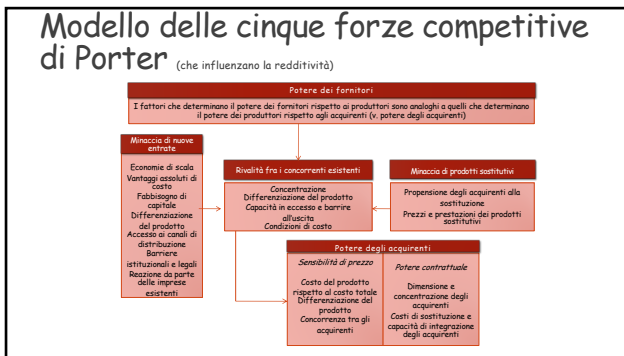 Modello delle cinque forze competitive
di Porter (che influenzano la redditività)
Potere dei fornitori
I fattori che determinano il potere dei fornitori rispetto ai produttori sono analoghi a quelli che determinano
il potere dei produttori rispetto agli acquirenti (v. potere degli acquirenti)
Minaccia di nuove
entrate
Economie di scala
Vantaggi assoluti di
costo
Fabbisogno di
capitale
Differenziazione
del prodotto
Accesso ai canali di
distribuzione
Barriere
istituzionali e legali
Reazione da parte
delle imprese
esistenti
Rivalità fra i concorrenti esistenti
Concentrazione
Differenziazione del prodotto
Capacità in eccesso e barrire
all'uscita
Condizioni di costo
Minaccia di prodotti sostitutivi
Propensione degli acquirenti alla
sostituzione
Prezzi e prestazioni dei prodotti
sostitutivi
Potere degli acquirenti
Sensibilità di prezzo
Costo del prodotto
rispetto al costo totale
Differenziazione del
prodotto
Concorrenza tra gli
acquirenti
Potere contrattuale
Dimensione e
concentrazione degli
acquirenti
Costi di sostituzione e
capacità di integrazione
degli acquirenti